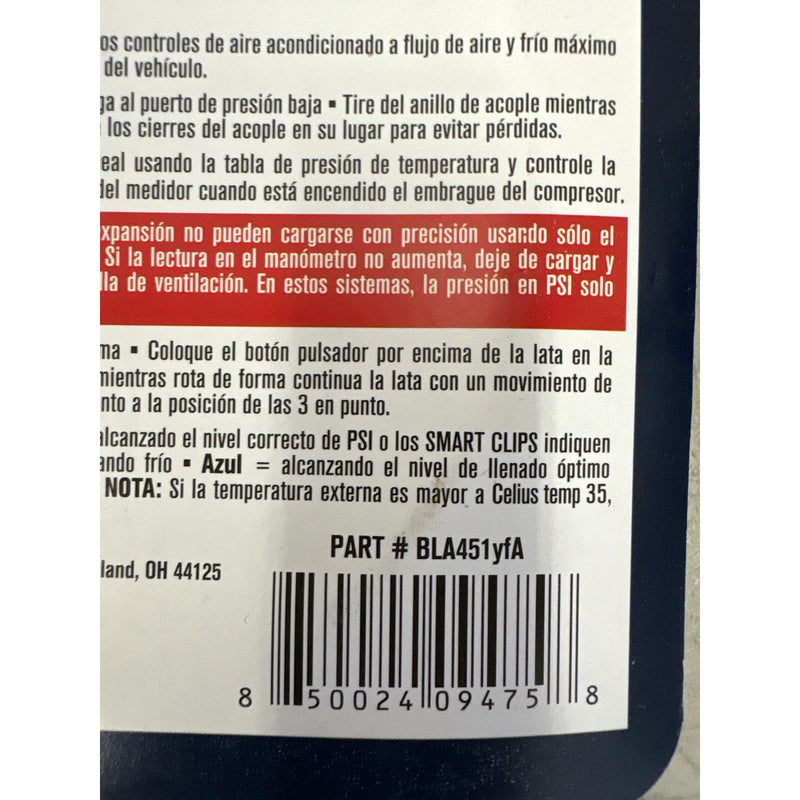 os controles de aire acondicionado a flujo de aire y frío máximo
del vehículo.
ga al puerto de presión baja ▪ Tire del anillo de acople mientras
los cierres del acople en su lugar para evitar pérdidas.
eal usando la tabla de presión de temperatura y controle la
del medidor cuando está encendido el embrague del compresor.
xpansión no pueden cargarse con precisión usando sólo el
Si la lectura en el manómetro no aumenta, deje de cargar y
lla de ventilación. En estos sistemas, la presión en PSI solo
ma ▪ Coloque el botón pulsador por encima de la lata en la
mientras rota de forma continua la lata con un movimiento de
nto a la posición de las 3 en punto.
alcanzado el nivel correcto de PSI o los SMART CLIPS indiquen
ando frío ▪ Azul = alcanzando el nivel de llenado óptimo
NOTA: Si la temperatura externa es mayor a Celius temp 35,
PART # BLA451yfA
land, OH 44125
8 50024 09475 8